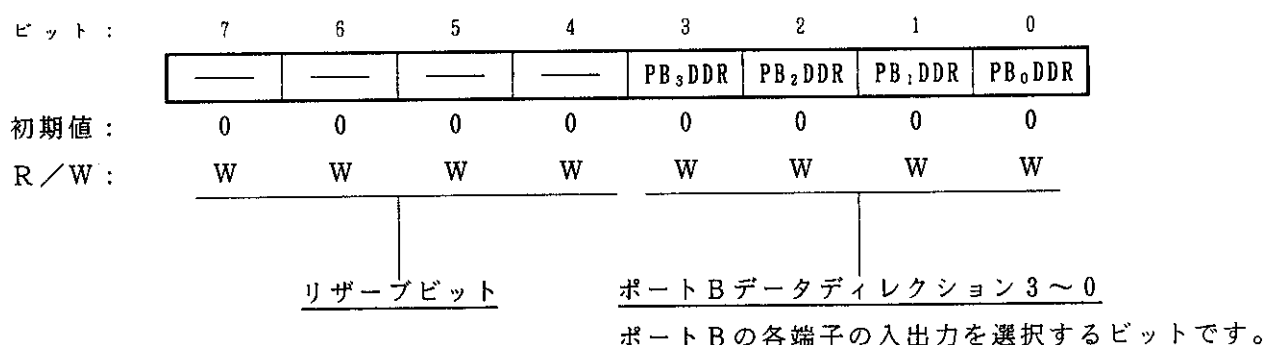 ビット： 7 6 5 4 3 2 1 0
— — — — PB₃DDR PB₂DDR PB₁DDR PB₀DDR
初期値： 0 0 0 0 0 0 0 0
R／W： W W W W W W W W
リザーブビット ポートBデータディレクション3～0
ポートBの各端子の入出力を選択するビットです。